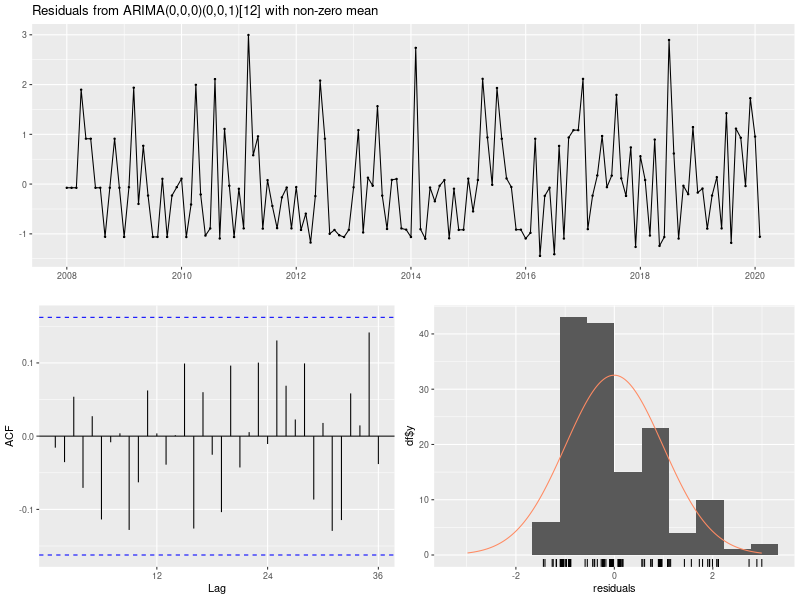 Residuals from ARIMA(0,0,0)(0,0,1)[12] with non-zero mean
3
2
1
0
-1
2008 2010 2012 2014 2016 2018 2020
ACF
0.1
0.0
-0.1
12 24 36
Lag
df$y
40
30
20
10
0
-2 0 2
residuals